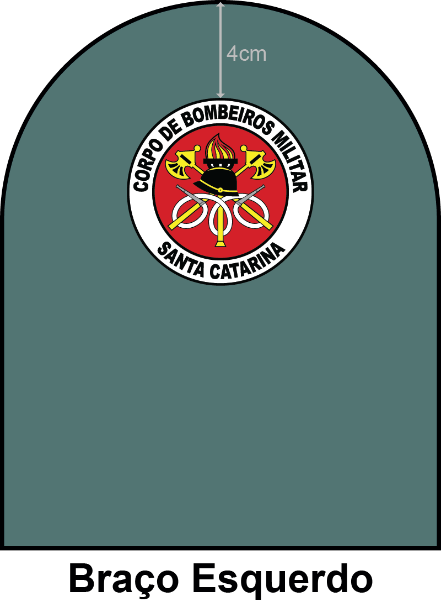 4cm
CORPO DE BOMBEIROS MILITAR
SANTA CATARINA
Braço Esquerdo